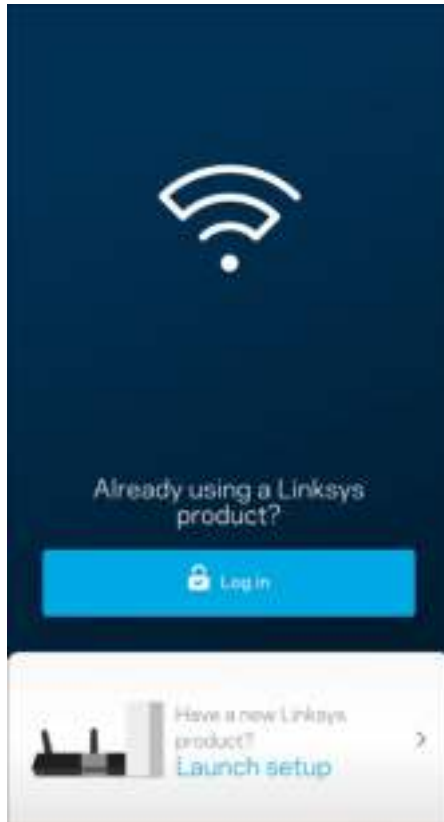 Already using a Linksys
product?
Log in
Have a new Linksys
product?
Launch setup